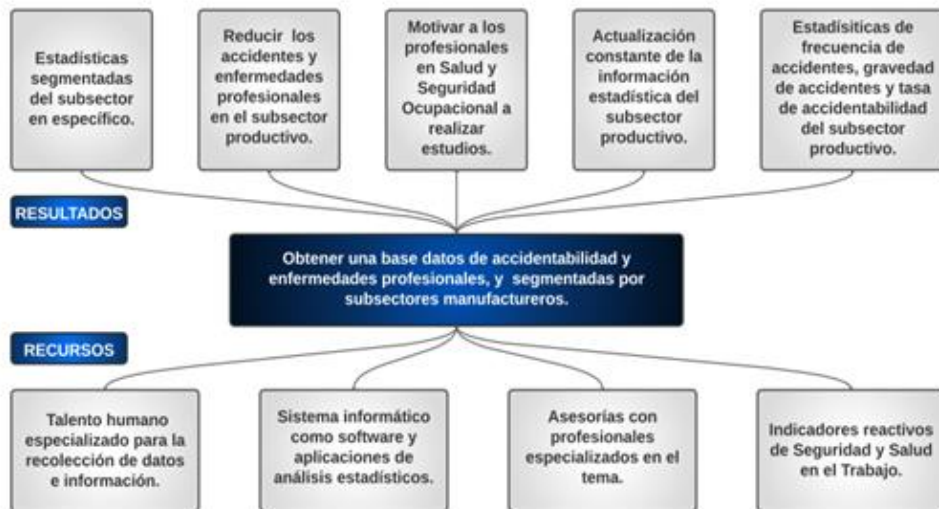 Estadísticas
segmentadas
del subsector
en específico.
Reducir los
accidentes y
enfermedades
profesionales
en el subsector
productivo.
Motivar a los
profesionales
en Salud y
Seguridad
Ocupacional a
realizar
estudios.
Actualización
constante de la
información
estadística del
subsector
productivo.
Estadísiticas de
frecuencia de
accidentes, gravedad
de accidentes y tasa
de accidentabilidad
del subsector
productivo.
RESULTADOS
Obtener una base datos de accidentabilidad y
enfermedades profesionales, y segmentadas por
subsectores manufactureros.
RECURSOS
Talento humano
especializado para la
recolección de datos
e información.
Sistema informático
como software y
aplicaciones de
análisis estadísticos.
Asesorías con
profesionales
especializados en el
tema.
Indicadores reactivos
de Seguridad y Salud
en el Trabajo.